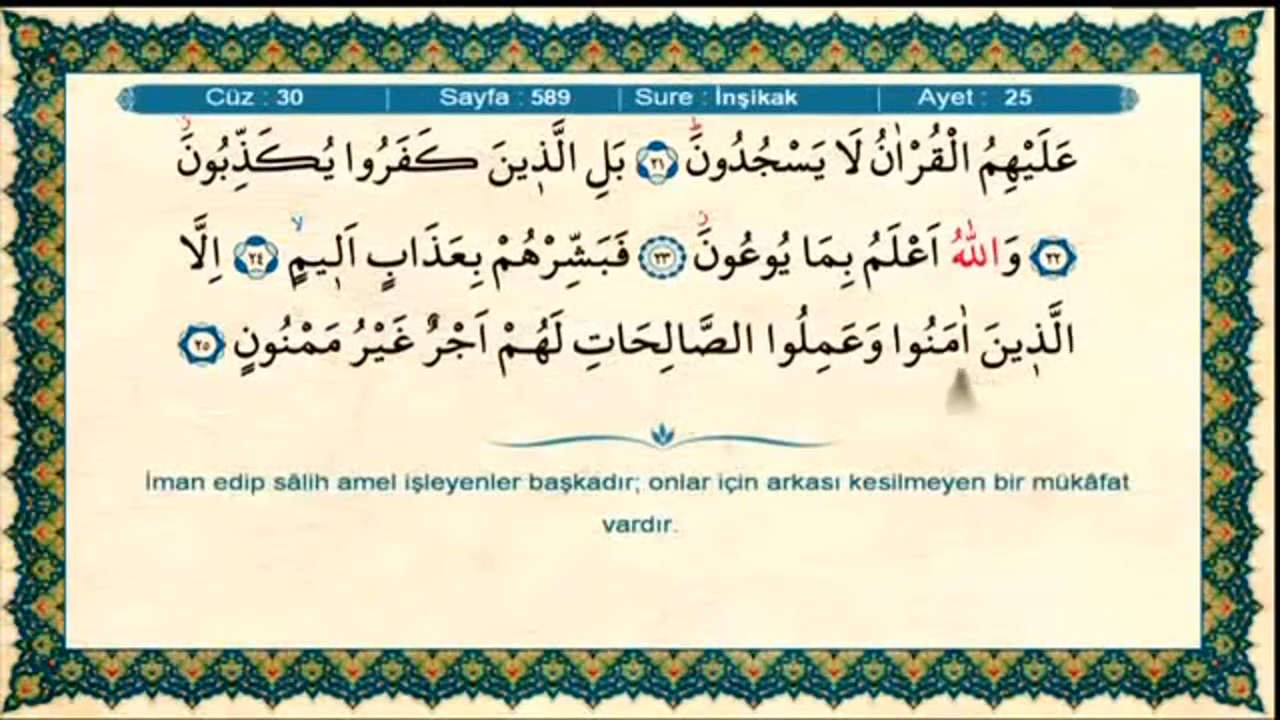 Cüz : 30 | Sayfa : 589 | Sure : İnşikak | Ayet : 25
عَلَيْهِمُ الْقُرْاٰنُ لَا يَسْجُدُونَۜ ﴿٢١﴾ بَلِ الَّذ۪ينَ كَفَرُوا يُكَذِّبُونَۘ
﴿٢٢﴾ وَاللّٰهُ اَعْلَمُ بِمَا يُوعُونَۘ ﴿٢٣﴾ فَبَشِّرْهُمْ بِعَذَابٍ اَل۪يمٍۙ ﴿٢٤﴾ اِلَّا
الَّذ۪ينَ اٰمَنُوا وَعَمِلُوا الصَّالِحَاتِ لَهُمْ اَجْرٌ غَيْرُ مَمْنُونٍ ﴿٢٥﴾
İman edip sâlih amel işleyenler başkadır; onlar için arkası kesilmeyen bir mükâfat
vardır.